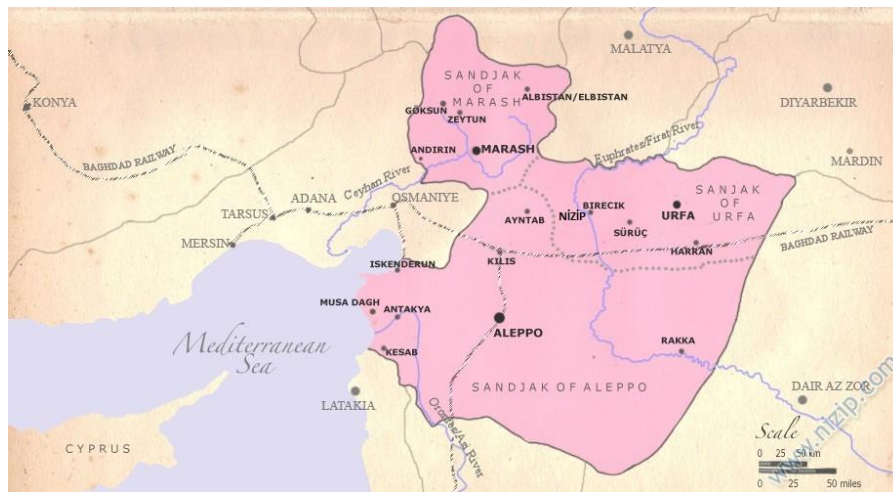 MALATYA
SANDJAK
OF
MARASH
ALBISTAN/ELBISTAN
GÖKSUN
ZEYTUN
KONYA
DIYARBEKIR
ANDIRIN
MARASH
Euphrates/Firat River
MARDIN
BAGHDAD RAILWAY
Ceyhan River
OSMANIYE
ADANA
TARSUS
MERSIN
AYNTAB
NİZİP
BIRECIK
SÜRÜÇ
URFA
SANJAK
OF
URFA
HARRAN
BAGHDAD RAILWAY
KILIS
ISKENDERUN
MUSA DAGH
ANTAKYA
KESAB
ALEPPO
RAKKA
Mediterranean
Sea
SANDJAK OF ALEPPO
LATAKIA
Orontes/Asi River
DAIR AZ ZOR
CYPRUS
Scale
0 25 50 km
0 25 50 miles
www.nizip.com